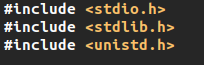 #include <stdio.h>
#include <stdlib.h>
#include <unistd.h>